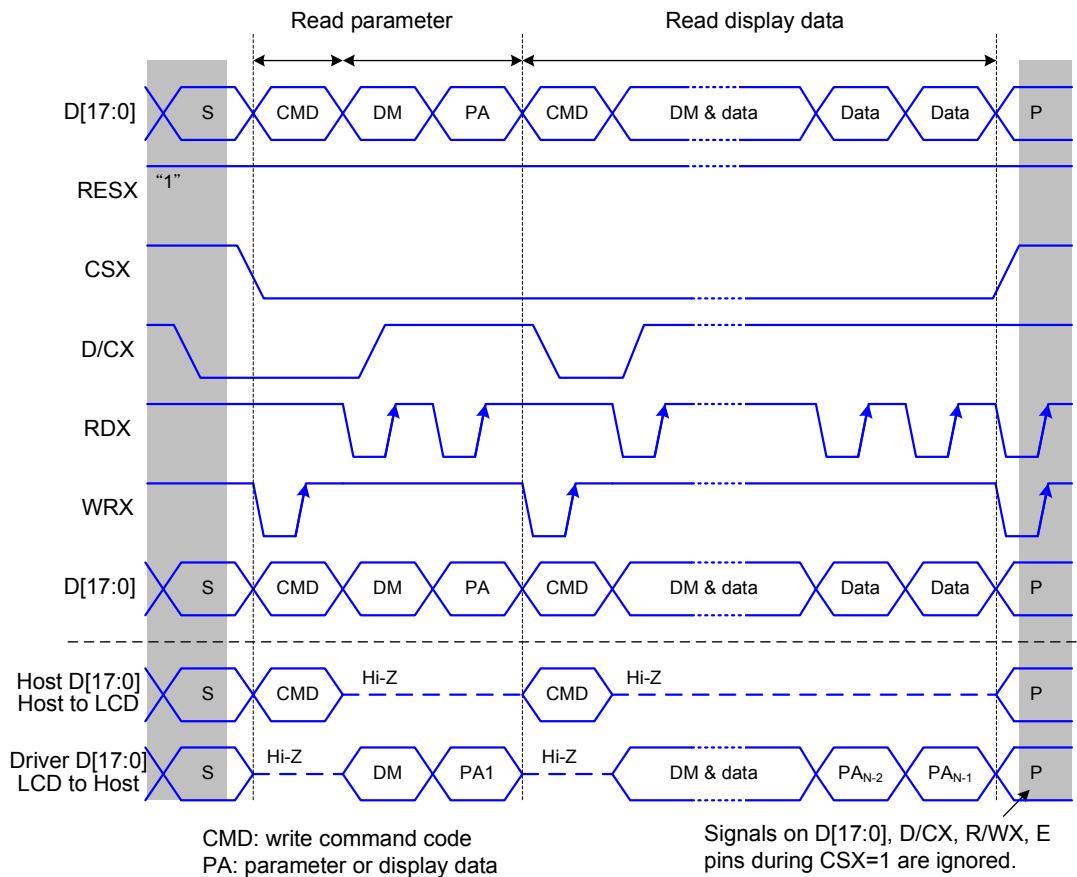 Read parameter Read display data
D[17:0] S CMD DM PA CMD DM & data Data Data P
RESX “1”
CSX
D/CX
RDX
WRX
D[17:0] S CMD DM PA CMD DM & data Data Data P
Host D[17:0]
Host to LCD
S CMD Hi-Z CMD Hi-Z P
Driver D[17:0]
LCD to Host
S Hi-Z DM PA1 Hi-Z DM & data PAN-2 PAN-1 P
CMD: write command code
PA: parameter or display data
Signals on D[17:0], D/CX, R/WX, E
pins during CSX=1 are ignored.